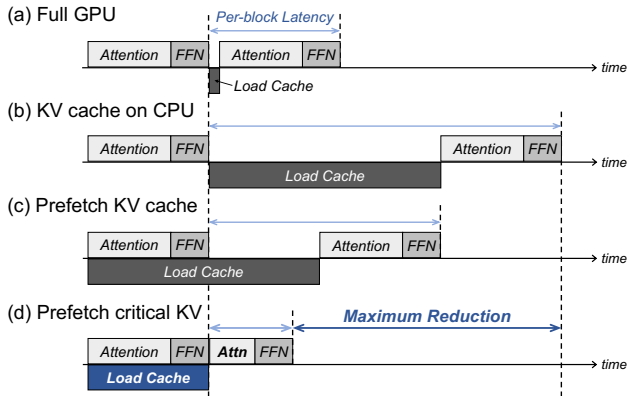 (a) Full GPU
Per-block Latency
Attention FFN Attention FFN
time
Load Cache
(b) KV cache on CPU
Attention FFN Attention FFN
Load Cache
time
(c) Prefetch KV cache
Attention FFN Attention FFN
Load Cache
time
(d) Prefetch critical KV
Maximum Reduction
Attention FFN Attn FFN
time
Load Cache